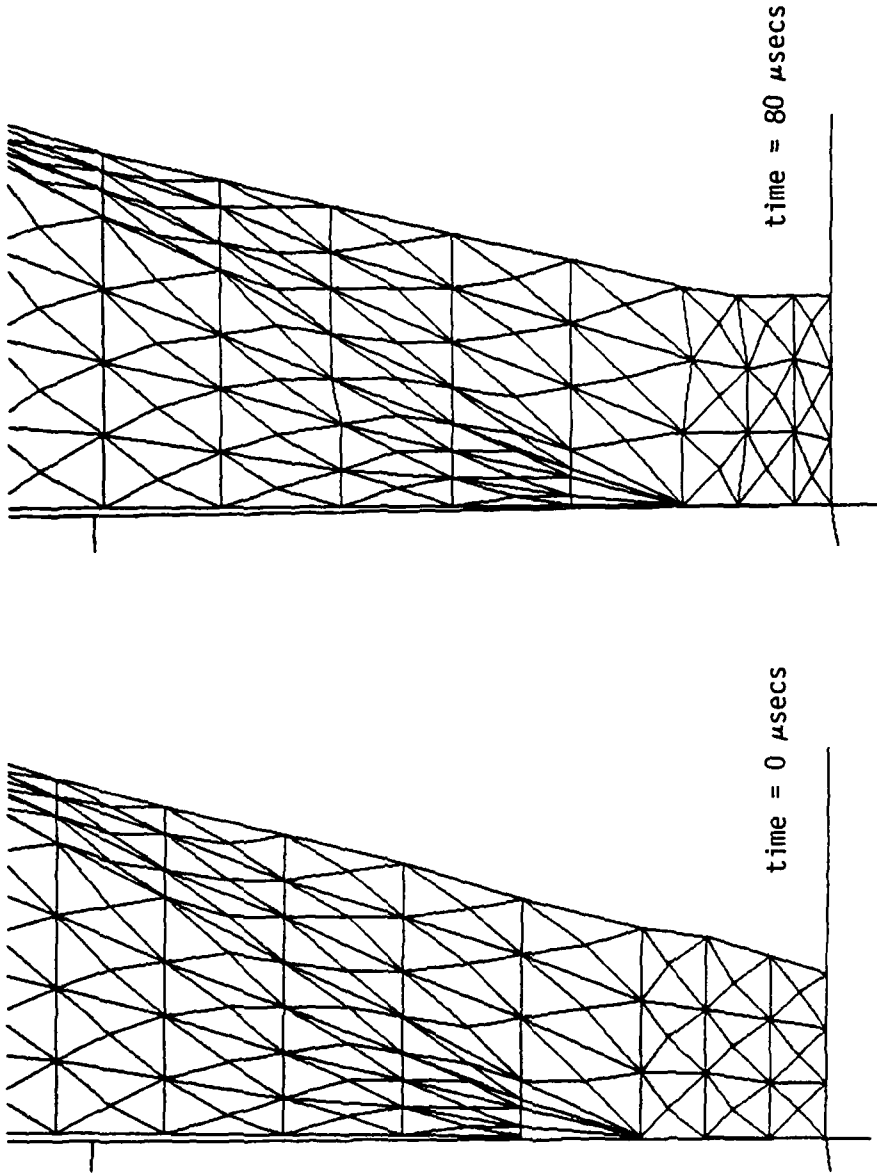 time = 0 μsecs
time = 80 μsecs